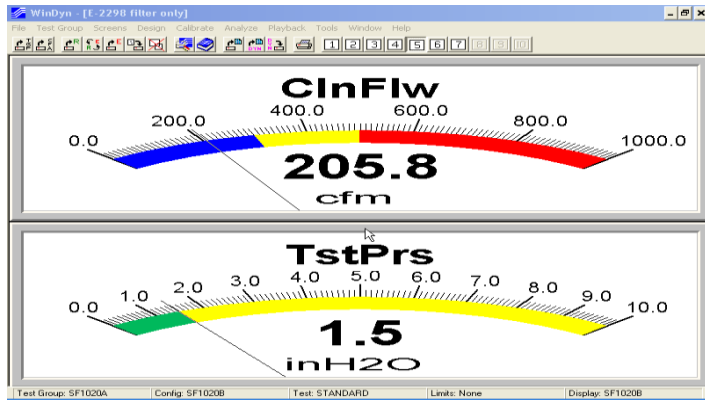 WinDyn - [E-2298 filter only]
File Test Group Screens Design Calibrate Analyze Playback Tools Window Help
1 2 3 4 5 6 7 8 9 10
ClnFlw
0.0 200.0 400.0 600.0 800.0 1000.0
205.8
cfm
TstPrs
0.0 1.0 2.0 3.0 4.0 5.0 6.0 7.0 8.0 9.0 10.0
1.5
inH2O
Test Group: SF1020A Config: SF1020B Test: STANDARD Limits: None Display: SF1020B